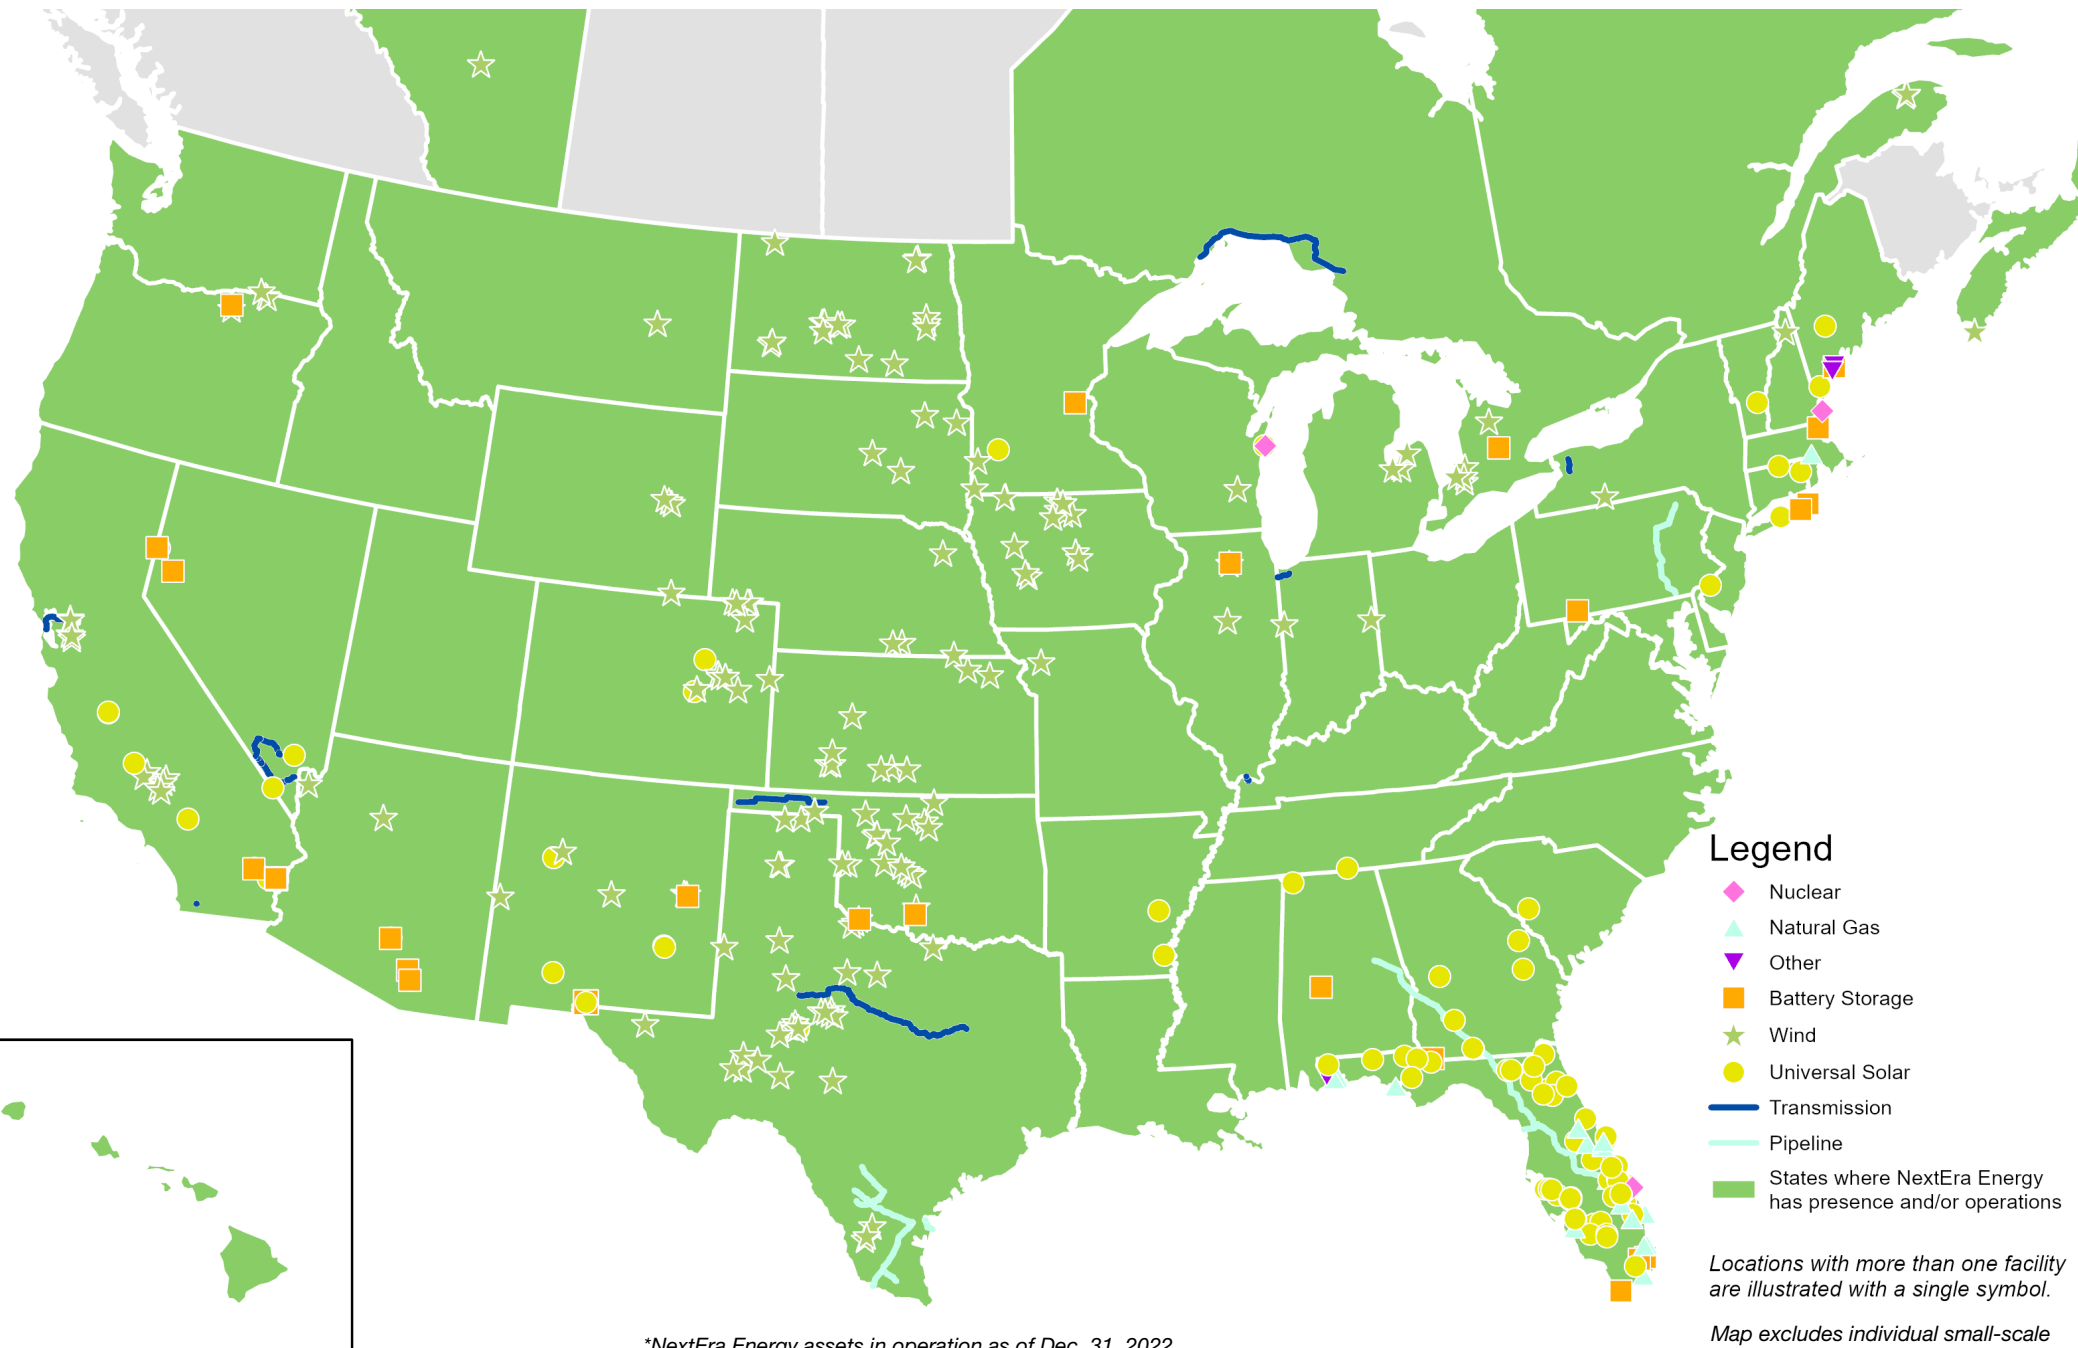 Legend
Nuclear
Natural Gas
Other
Battery Storage
Wind
Universal Solar
Transmission
Pipeline
States where NextEra Energy
has presence and/or operations
Locations with more than one facility
are illustrated with a single symbol.
Map excludes individual small-scale
*NextEra Energy assets in operation as of Dec. 31, 2022